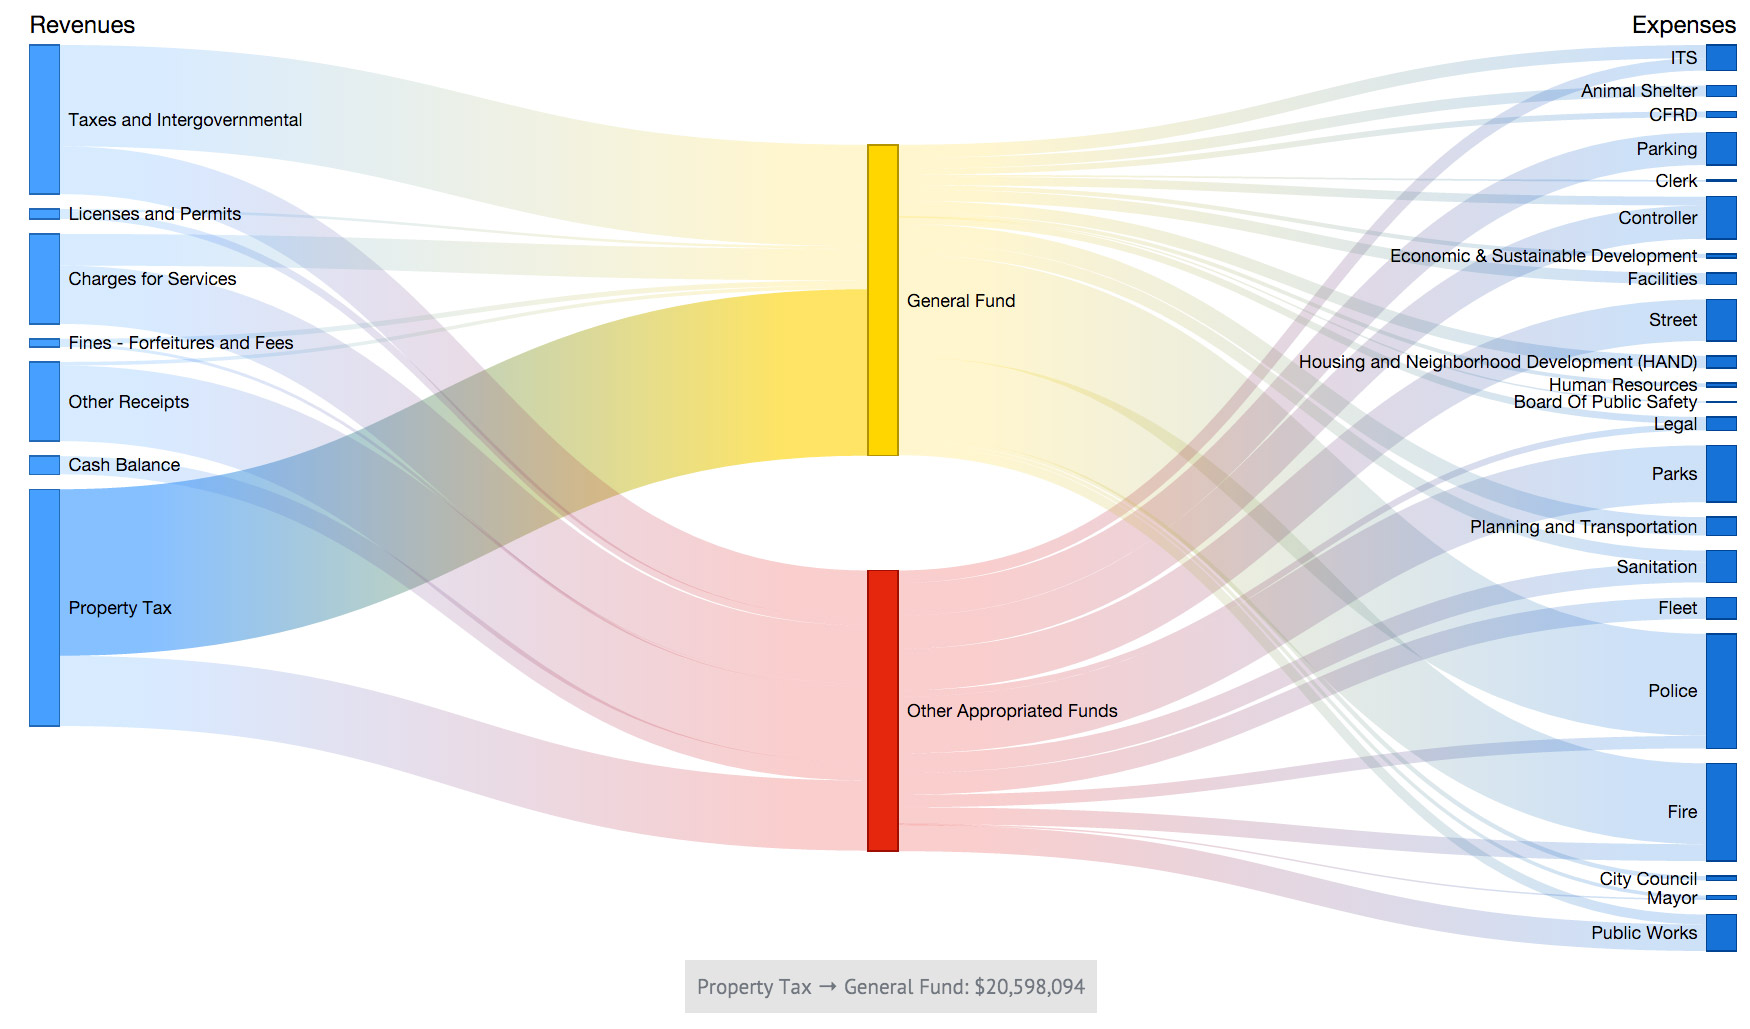 Revenues
Expenses
Taxes and Intergovernmental
Licenses and Permits
Charges for Services
Fines - Forfeitures and Fees
Other Receipts
Cash Balance
Property Tax
General Fund
Other Appropriated Funds
ITS
Animal Shelter
CFRD
Parking
Clerk
Controller
Economic & Sustainable Development
Facilities
Street
Housing and Neighborhood Development (HAND)
Human Resources
Board Of Public Safety
Legal
Parks
Planning and Transportation
Sanitation
Fleet
Police
Fire
City Council
Mayor
Public Works
Property Tax → General Fund: $20,598,094